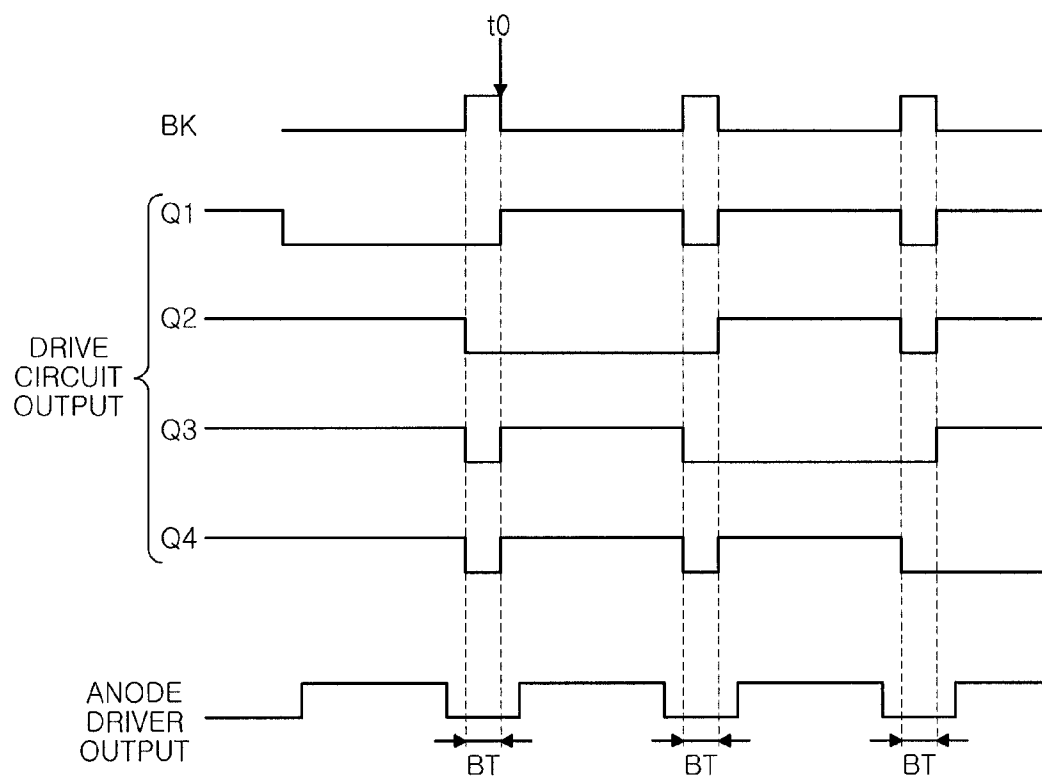 t0
BK
Q1
Q2
DRIVE
CIRCUIT
OUTPUT
Q3
Q4
ANODE
DRIVER
OUTPUT
BT
BT
BT